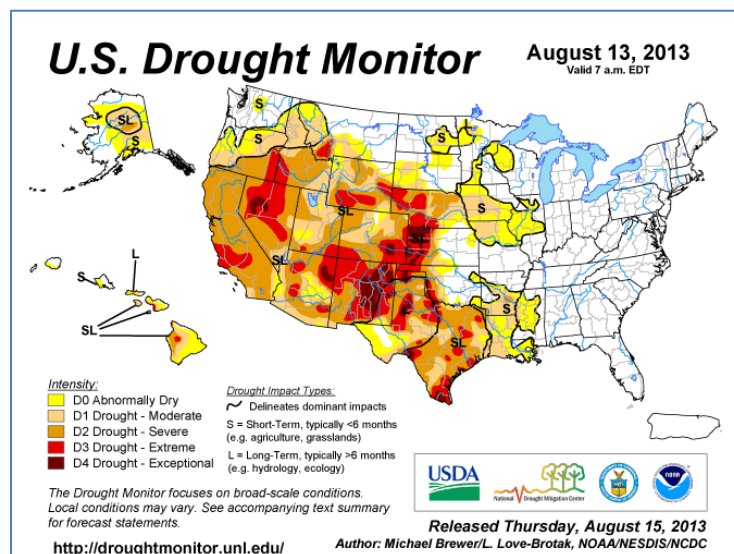 U.S. Drought Monitor
August 13, 2013
Valid 7 a.m. EDT
S
SL
S
S
S
SL
S
SL
SL
S
SL
S
L
SL
Intensity:
D0 Abnormally Dry
D1 Drought - Moderate
D2 Drought - Severe
D3 Drought - Extreme
D4 Drought - Exceptional
Drought Impact Types:
Delineates dominant impacts
S = Short-Term, typically <6 months
(e.g. agriculture, grasslands)
L = Long-Term, typically >6 months
(e.g. hydrology, ecology)
The Drought Monitor focuses on broad-scale conditions.
Local conditions may vary. See accompanying text summary
for forecast statements.
http://droughtmonitor.unl.edu/
USDA
National Drought Mitigation Center
NOAA
Released Thursday, August 15, 2013
Author: Michael Brewer/L. Love-Brotak, NOAA/NESDIS/NCDC